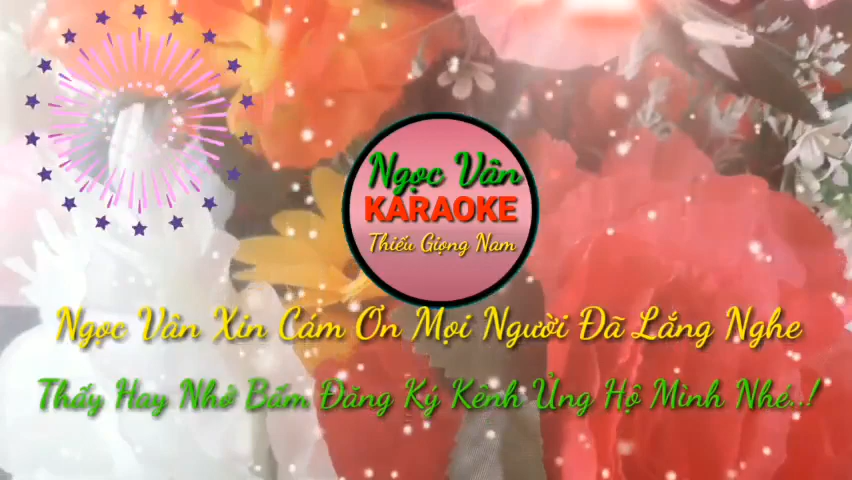 Ngọc Vân
KARAOKE
Thiếu Giọng Nam
Ngọc Vân Xin Cám Ơn Mọi Người Đã Lắng Nghe
Thấy Hay Nhớ Bấm Đăng Ký Kênh Ủng Hộ Mình Nhé..!